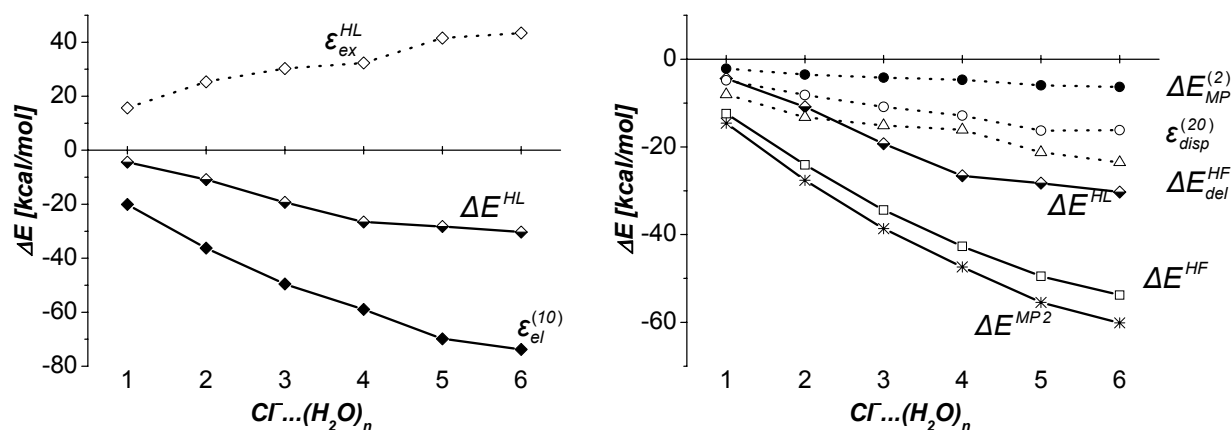 ΔE [kcal/mol]
40
20
0
-20
-40
-60
-80
ε_ex^HL
ΔE^HL
ε_el^(10)
1 2 3 4 5 6
Cl⁻...(H₂O)ₙ
ΔE [kcal/mol]
0
-20
-40
-60
ΔE_MP^(2)
ε_disp^(20)
ΔE_del^HF
ΔE^HL
ΔE^HF
ΔE^MP2
1 2 3 4 5 6
Cl⁻...(H₂O)ₙ